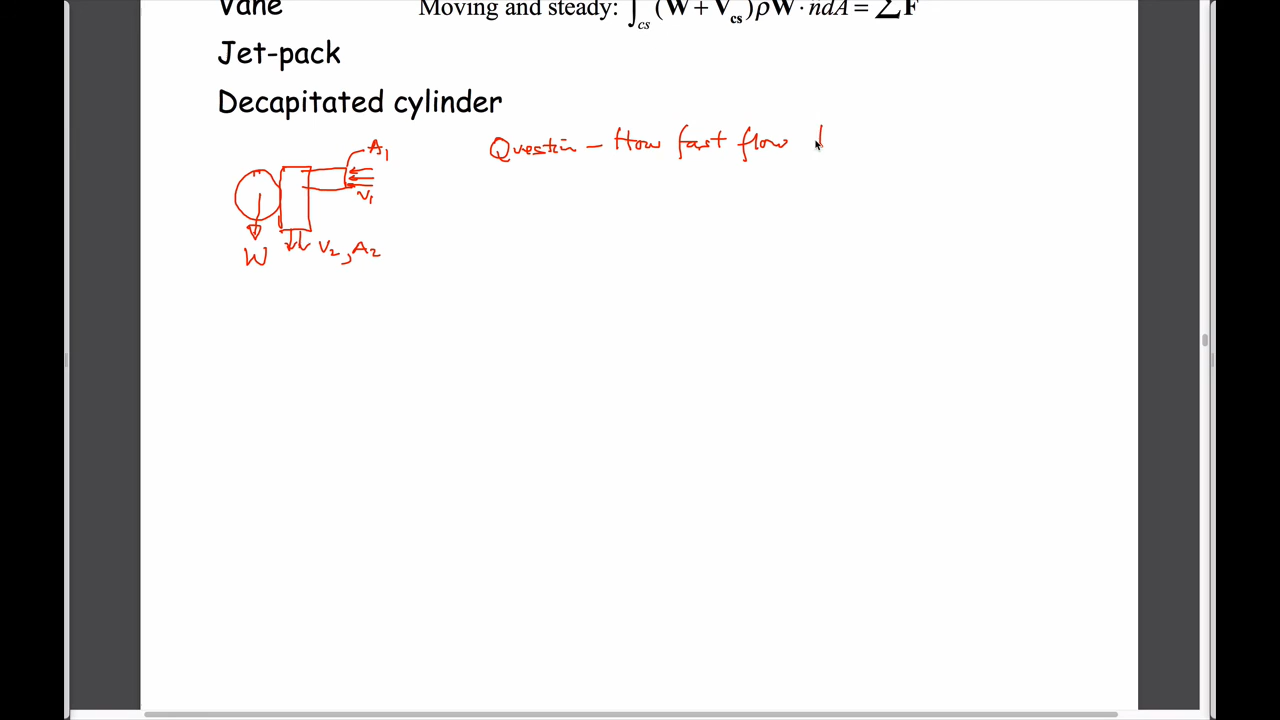 Vane Moving and steady: ∫cs (W + Vcs)ρW · n̂dA = ∑F
Jet-pack
Decapitated cylinder
Question – How fast flow
A1
V1
W
V2, A2